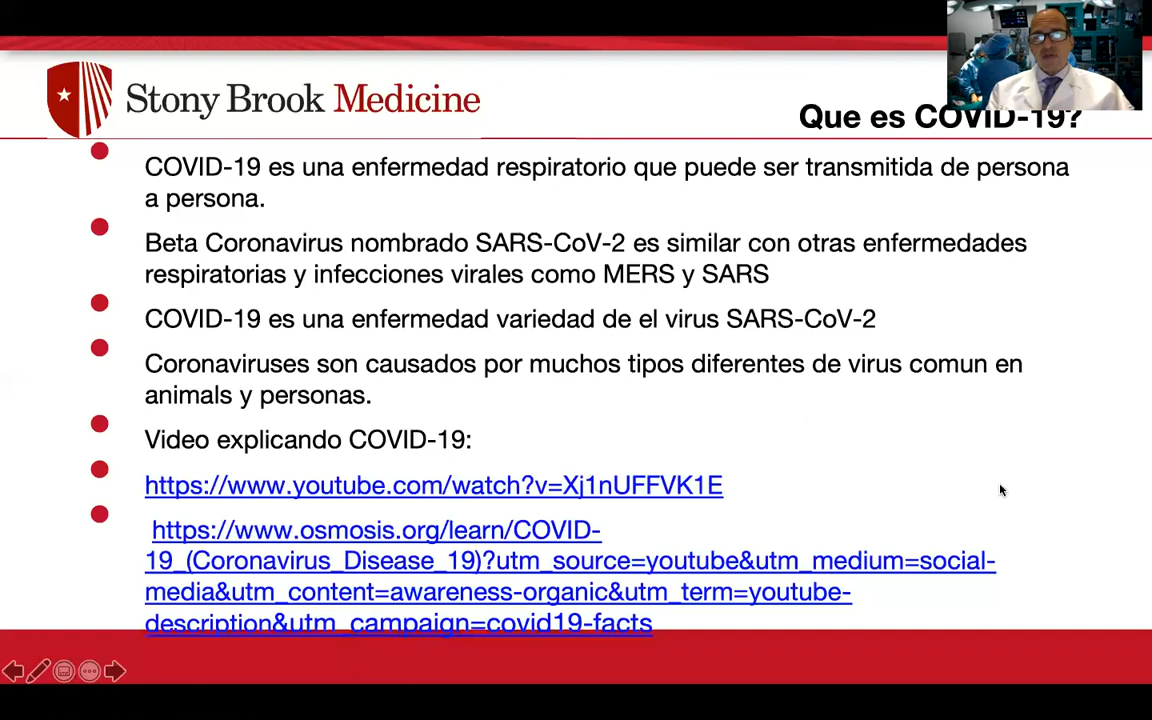 Stony Brook Medicine
Que es COVID-19?
COVID-19 es una enfermedad respiratorio que puede ser transmitida de persona
a persona.
Beta Coronavirus nombrado SARS-CoV-2 es similar con otras enfermedades
respiratorias y infecciones virales como MERS y SARS
COVID-19 es una enfermedad variedad de el virus SARS-CoV-2
Coronaviruses son causados por muchos tipos diferentes de virus comun en
animals y personas.
Video explicando COVID-19:
https://www.youtube.com/watch?v=Xj1nUFFVK1E
https://www.osmosis.org/learn/COVID-
19_(Coronavirus_Disease_19)?utm_source=youtube&utm_medium=social-
media&utm_content=awareness-organic&utm_term=youtube-
description&utm_campaign=covid19-facts